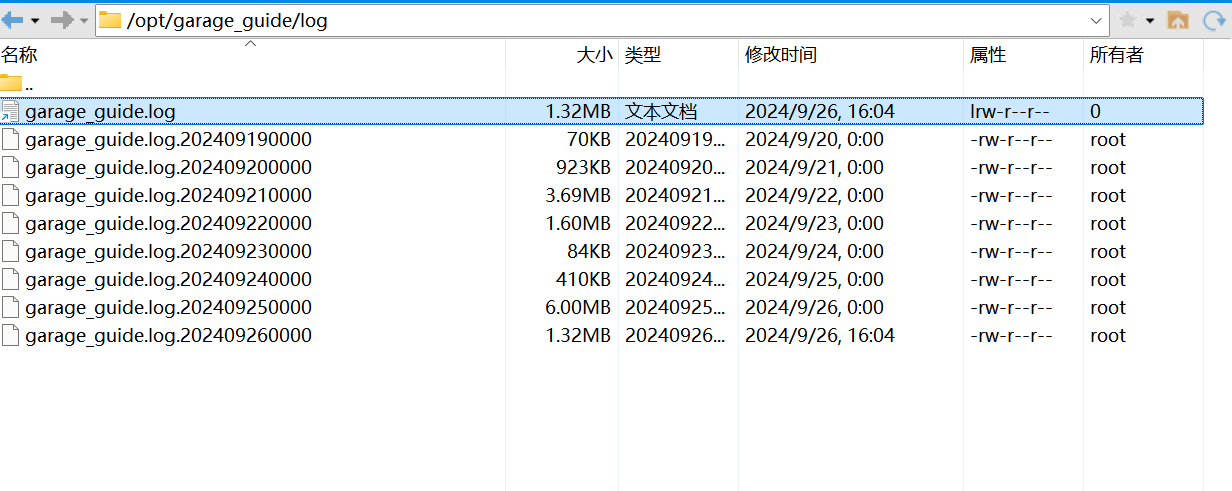 /opt/garage_guide/log
名称 大小 类型 修改时间 属性 所有者
..
garage_guide.log 1.32MB 文本文档 2024/9/26, 16:04 lrw-r--r-- 0
garage_guide.log.202409190000 70KB 20240919... 2024/9/20, 0:00 -rw-r--r-- root
garage_guide.log.202409200000 923KB 20240920... 2024/9/21, 0:00 -rw-r--r-- root
garage_guide.log.202409210000 3.69MB 20240921... 2024/9/22, 0:00 -rw-r--r-- root
garage_guide.log.202409220000 1.60MB 20240922... 2024/9/23, 0:00 -rw-r--r-- root
garage_guide.log.202409230000 84KB 20240923... 2024/9/24, 0:00 -rw-r--r-- root
garage_guide.log.202409240000 410KB 20240924... 2024/9/25, 0:00 -rw-r--r-- root
garage_guide.log.202409250000 6.00MB 20240925... 2024/9/26, 0:00 -rw-r--r-- root
garage_guide.log.202409260000 1.32MB 20240926... 2024/9/26, 16:04 -rw-r--r-- root